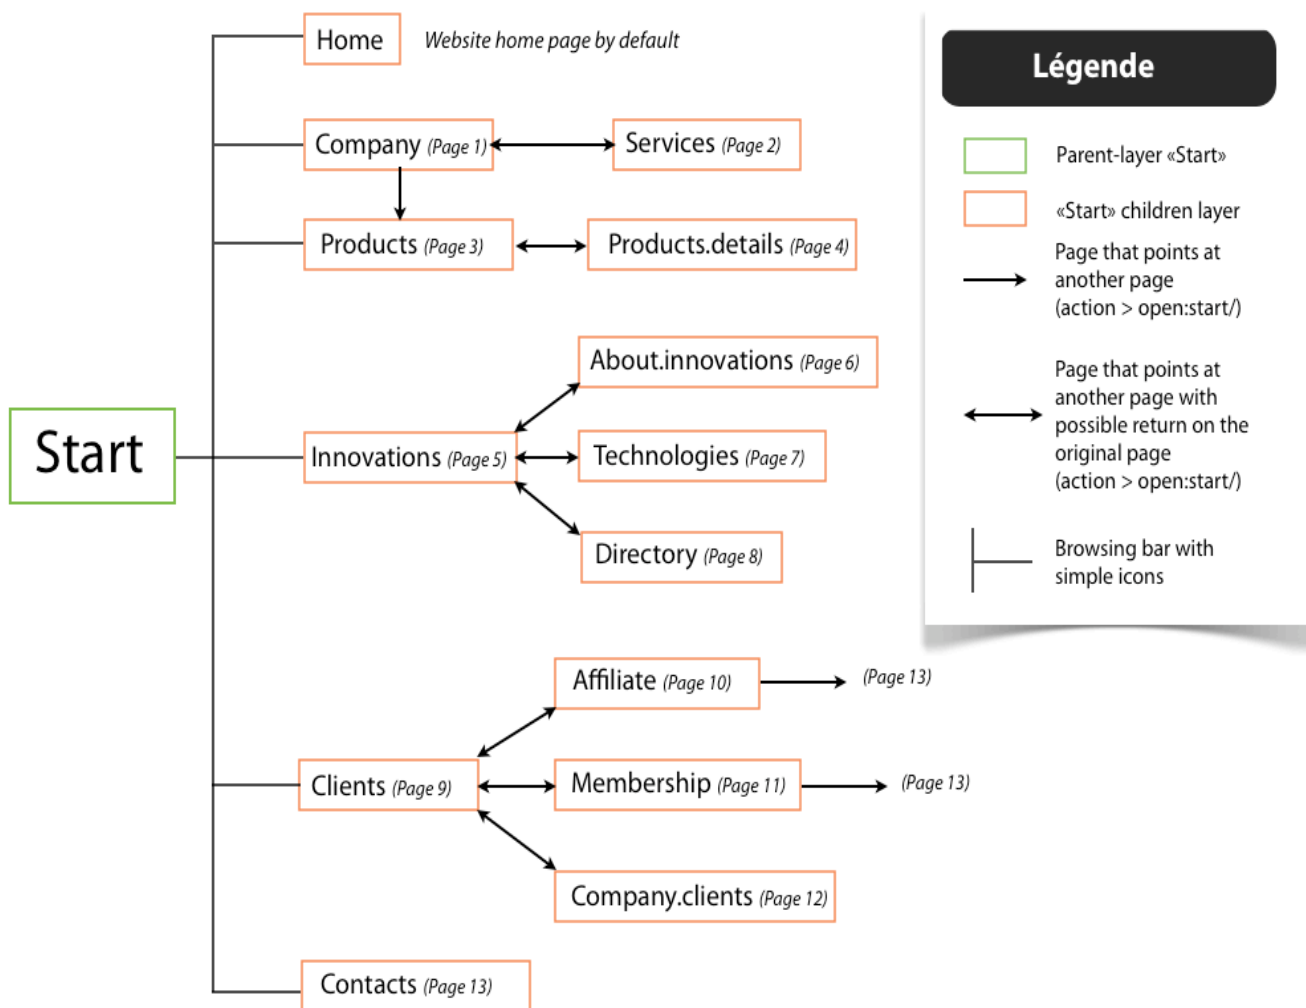 Home
Website home page by default
Company (Page 1)
Services (Page 2)
Products (Page 3)
Products.details (Page 4)
About.innovations (Page 6)
Start
Innovations (Page 5)
Technologies (Page 7)
Directory (Page 8)
Affiliate (Page 10)
(Page 13)
Clients (Page 9)
Membership (Page 11)
(Page 13)
Company.clients (Page 12)
Contacts (Page 13)
Légende
Parent-layer «Start»
«Start» children layer
Page that points at
another page
(action > open:start/)
Page that points at
another page with
possible return on the
original page
(action > open:start/)
Browsing bar with
simple icons